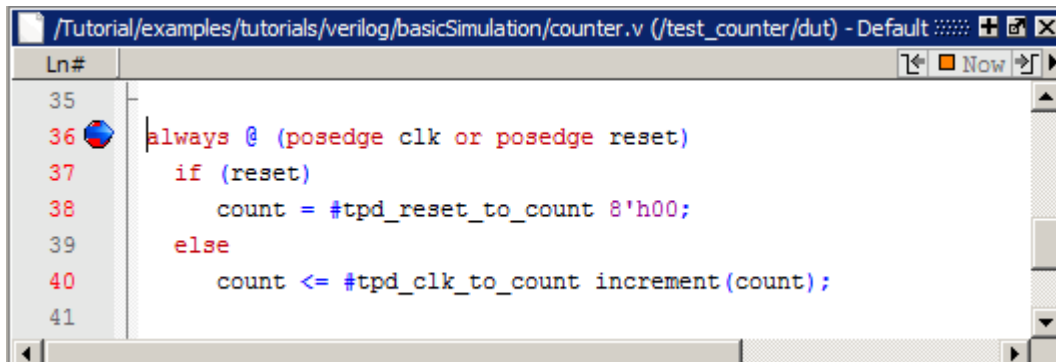 /Tutorial/examples/tutorials/verilog/basicSimulation/counter.v (/test_counter/dut) - Default
Ln#
Now
35
36 always @ (posedge clk or posedge reset)
37 if (reset)
38 count = #tpd_reset_to_count 8'h00;
39 else
40 count <= #tpd_clk_to_count increment(count);
41